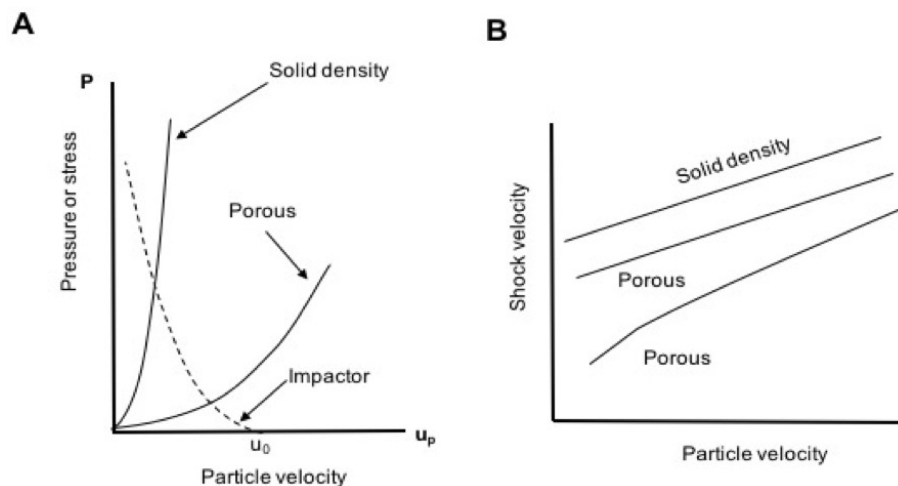 A
P
Solid density
Pressure or stress
Porous
Impactor
u₀
uₚ
Particle velocity
B
Shock velocity
Solid density
Porous
Porous
Particle velocity